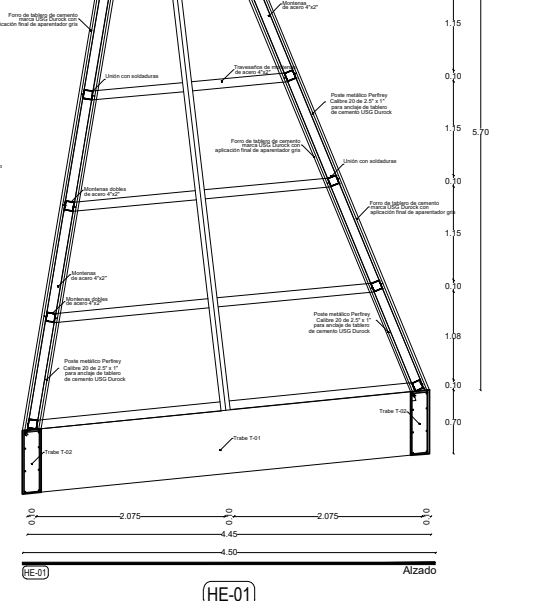 Forro de tablero de cemento
marca USG Durock con
aplicación final de aparentador gris
Montenas
de acero 4"x2"
1.15
Travesaños de
de acero 4"x2"
Unión con soldaduras
0.10
Poste metálico Perfirey
Calibre 20 de 2.5" x 1"
para anclaje de tablero
de cemento USG Durock
1.15
5.70
Forro de tablero de cemento
marca USG Durock con
aplicación final de aparentador gris
Unión con soldaduras
0.10
Montenas dobles
de acero 4"x2"
Forro de tablero de cemento
marca USG Durock con
aplicación final de aparentador gris
1.15
Montenas
de acero 4"x2"
0.10
Montenas dobles
de acero 4"x2"
Poste metálico Perfirey
Calibre 20 de 2.5" x 1"
para anclaje de tablero
de cemento USG Durock
1.08
Poste metálico Perfirey
Calibre 20 de 2.5" x 1"
para anclaje de tablero
de cemento USG Durock
0.10
Trabe T-02
0.70
Trabe T-01
Trabe T-02
0.10
2.075
0.10
2.075
0.10
4.45
4.50
HE-01
Alzado
HE-01